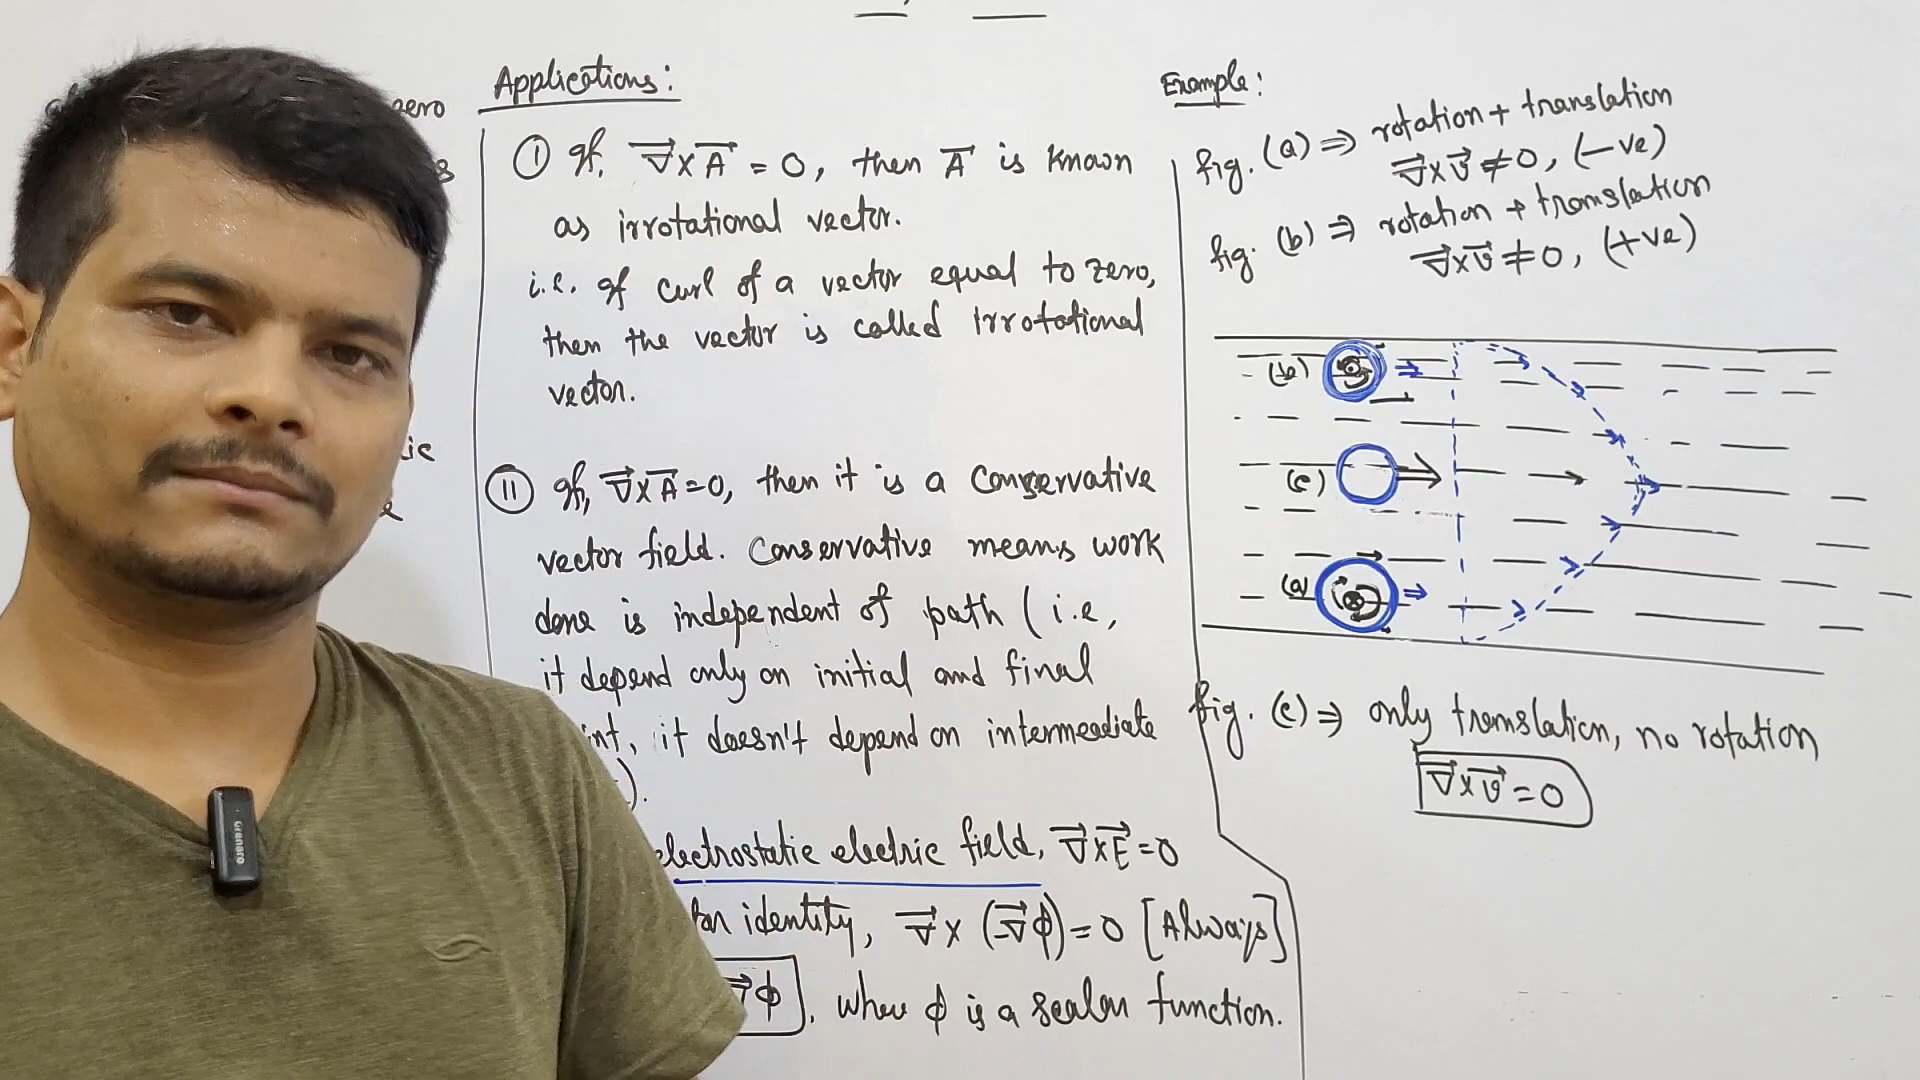 zero
Applications:
① If, ∇⃗×A⃗ = 0, then A⃗ is known
as irrotational vector.
i.e. If curl of a vector equal to zero,
then the vector is called Irrotational
vector.
ic
② If, ∇⃗×A⃗=0, then it is a Conservative
vector field. Conservative means work
done is independent of path (i.e,
it depend only on initial and final
int, it doesn't depend on intermediate
).
electrostatic electric field, ∇⃗×E⃗=0
identity, ∇⃗×(∇⃗ϕ)=0 [Always]
ϕ, where ϕ is a scalar function.
Example:
fig. (a) ⇒ rotation + translation
∇⃗×v⃗ ≠ 0, (-ve)
fig. (b) ⇒ rotation + translation
∇⃗×v⃗ ≠ 0, (+ve)
(b)
(c)
(a)
fig. (c) ⇒ only translation, no rotation
∇⃗×v⃗ = 0
Grenaro